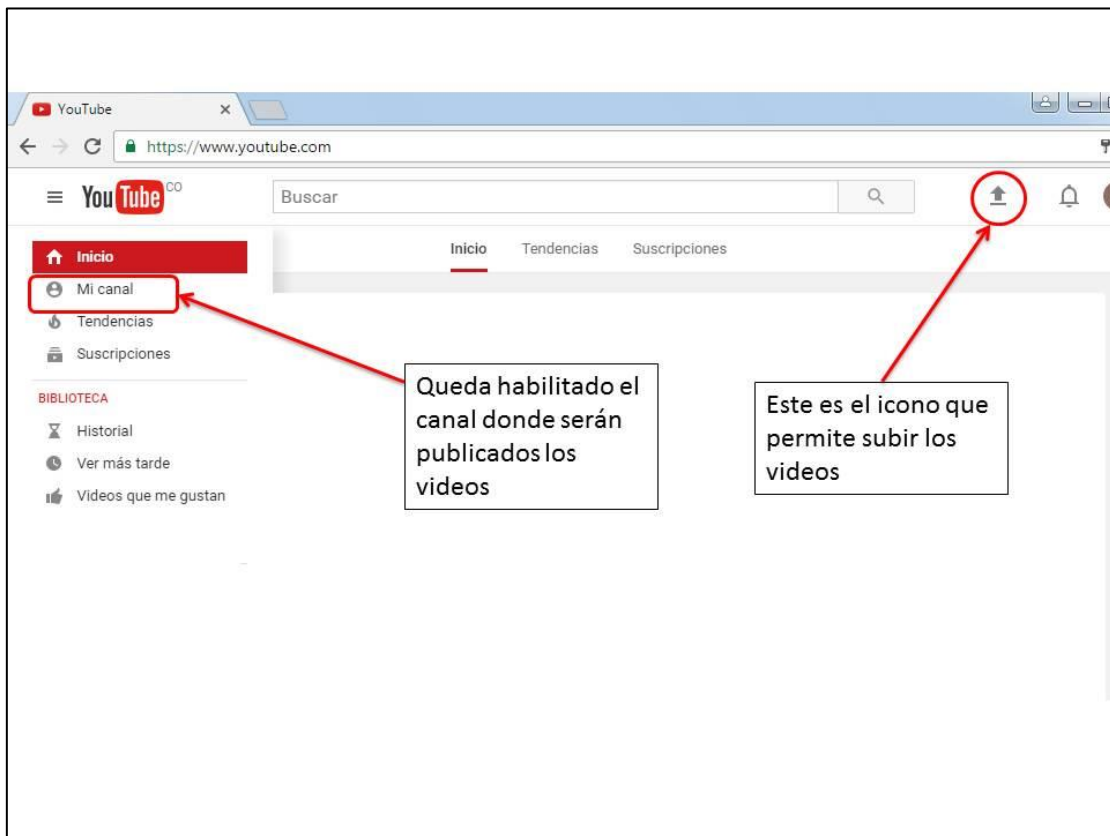 YouTube
https://www.youtube.com
YouTube CO
Buscar
Inicio Tendencias Suscripciones
Inicio
Mi canal
Tendencias
Suscripciones
BIBLIOTECA
Historial
Ver más tarde
Videos que me gustan
Queda habilitado el
canal donde serán
publicados los
videos
Este es el icono que
permite subir los
videos